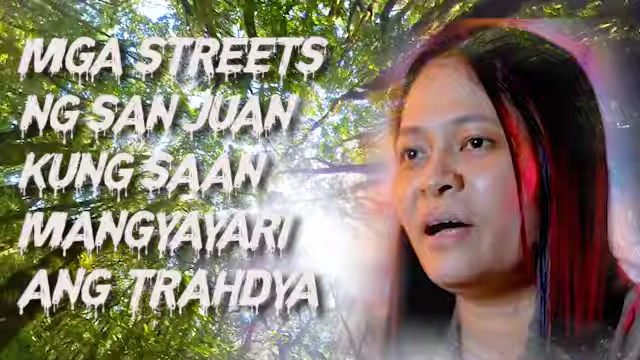 MGA STREETS
NG SAN JUAN
KUNG SAAN
MANGYAYARI
ANG TRAHDYA